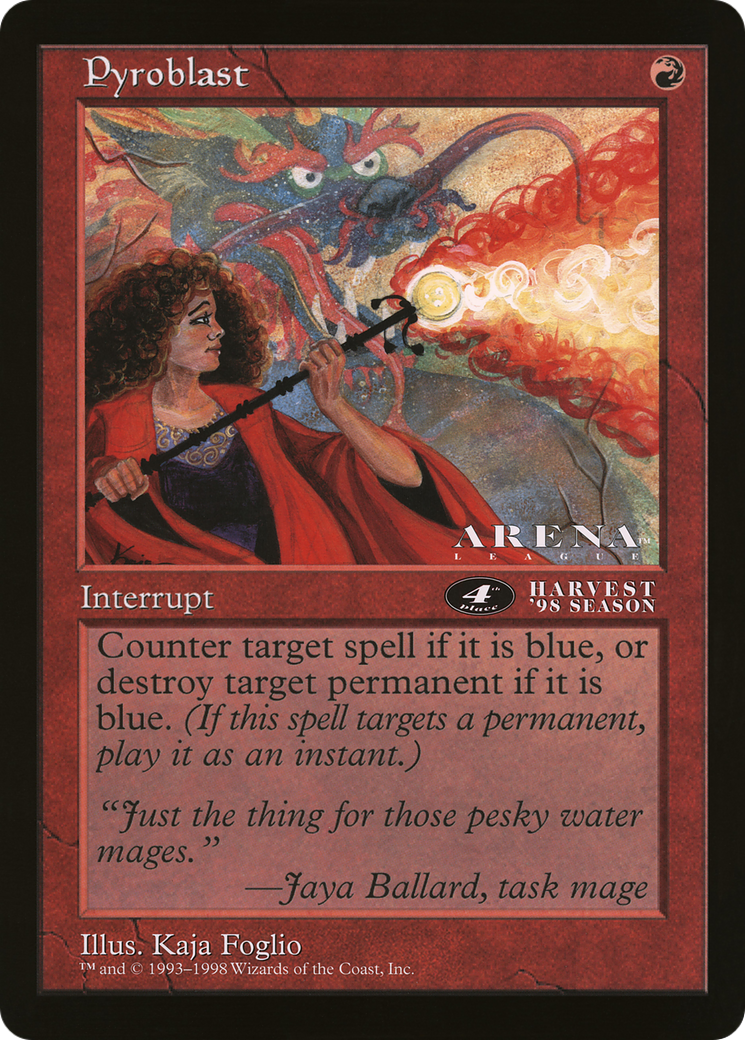 Pyroblast
Kaja
ARENA™
LEAGUE
Interrupt
4th place
HARVEST
'98 SEASON
Counter target spell if it is blue, or
destroy target permanent if it is
blue. (If this spell targets a permanent,
play it as an instant.)
“Just the thing for those pesky water
mages.”
—Jaya Ballard, task mage
Illus. Kaja Foglio
™ and © 1993–1998 Wizards of the Coast, Inc.